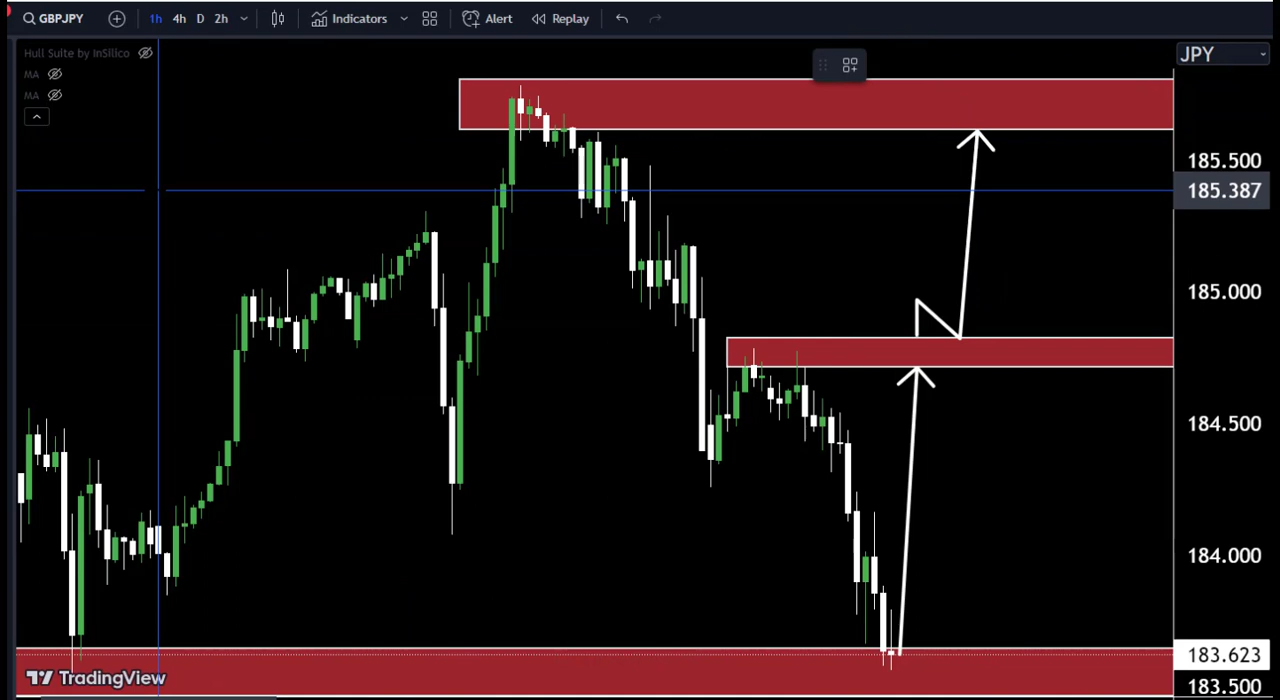 GBPJPY 1h 4h D 2h Indicators Alert Replay
Hull Suite by InSilico
MA
MA
JPY
185.500
185.387
185.000
184.500
184.000
183.623
183.500
TradingView